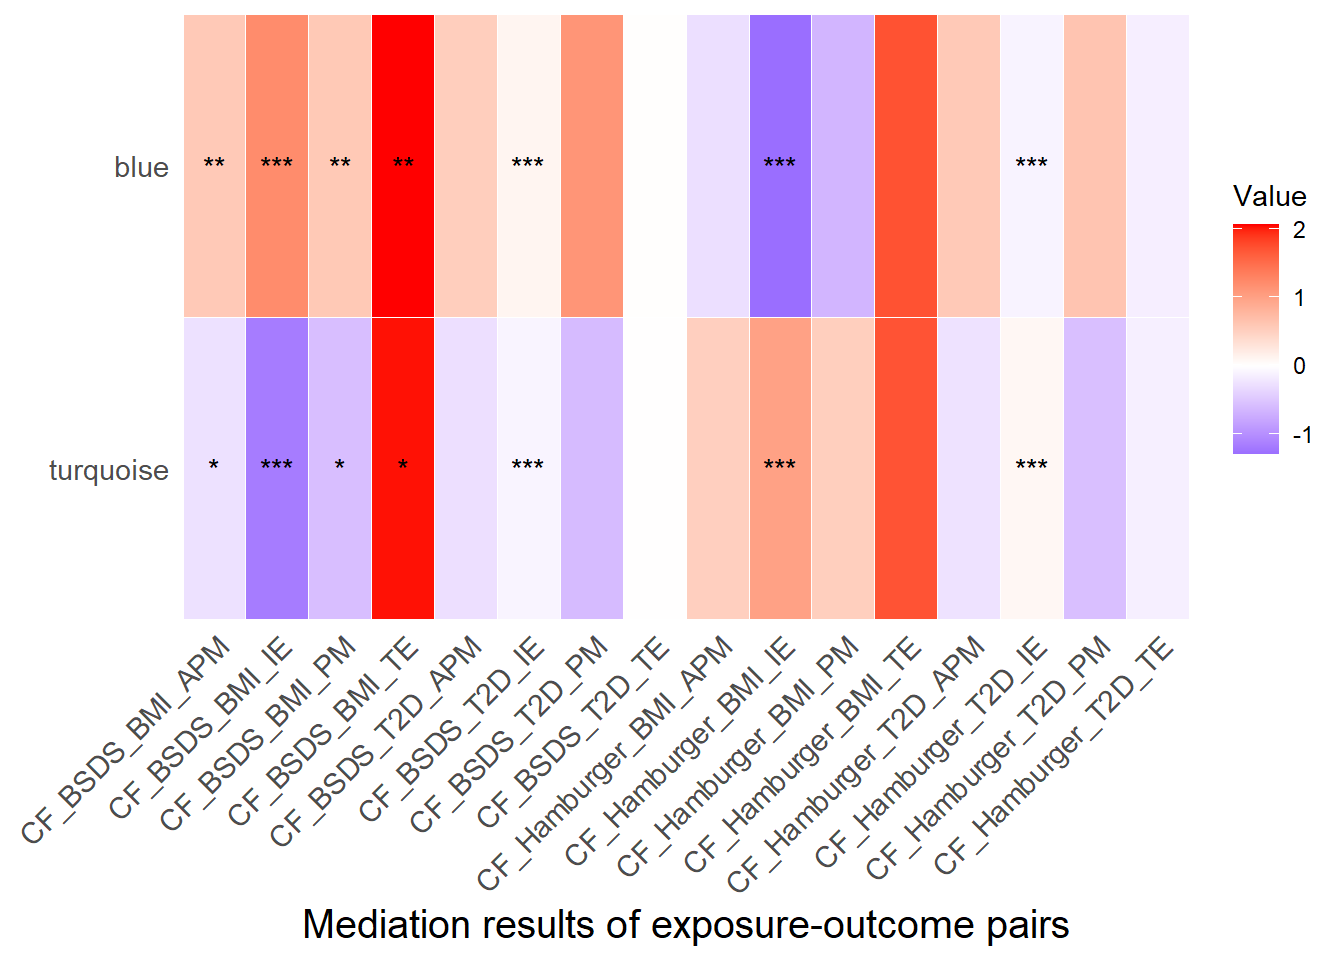 blue
** *** ** ** *** *** ***
turquoise
* *** * * *** *** ***
Value
2
1
0
-1
CF_BSDS_BMI_APM
CF_BSDS_BMI_IE
CF_BSDS_BMI_PM
CF_BSDS_BMI_TE
CF_BSDS_T2D_APM
CF_BSDS_T2D_IE
CF_BSDS_T2D_PM
CF_BSDS_T2D_TE
CF_Hamburger_BMI_APM
CF_Hamburger_BMI_IE
CF_Hamburger_BMI_PM
CF_Hamburger_BMI_TE
CF_Hamburger_T2D_APM
CF_Hamburger_T2D_IE
CF_Hamburger_T2D_PM
CF_Hamburger_T2D_TE
Mediation results of exposure-outcome pairs